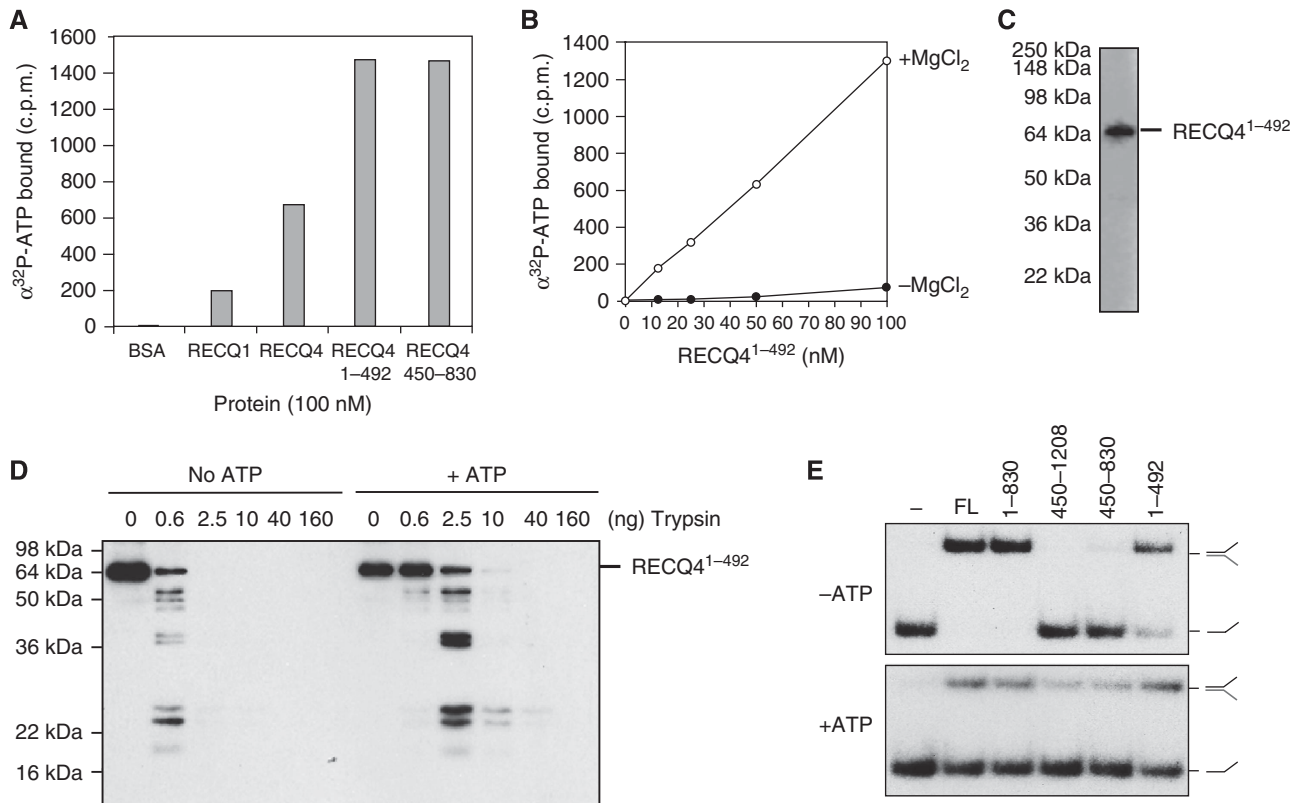 A
1600
1400
1200
1000
800
600
400
200
0
α³²P-ATP bound (c.p.m.)
BSA
RECQ1
RECQ4
RECQ4
1–492
RECQ4
450–830
Protein (100 nM)
B
1400
1200
1000
800
600
400
200
0
α³²P-ATP bound (c.p.m.)
+MgCl₂
–MgCl₂
0 10 20 30 40 50 60 70 80 90 100
RECQ4¹⁻⁴⁹² (nM)
C
250 kDa
148 kDa
98 kDa
64 kDa
50 kDa
36 kDa
22 kDa
RECQ4¹⁻⁴⁹²
D
No ATP
+ ATP
0 0.6 2.5 10 40 160 0 0.6 2.5 10 40 160 (ng) Trypsin
98 kDa
64 kDa
50 kDa
36 kDa
22 kDa
16 kDa
RECQ4¹⁻⁴⁹²
E
–
FL
1–830
450–1208
450–830
1–492
–ATP
+ATP